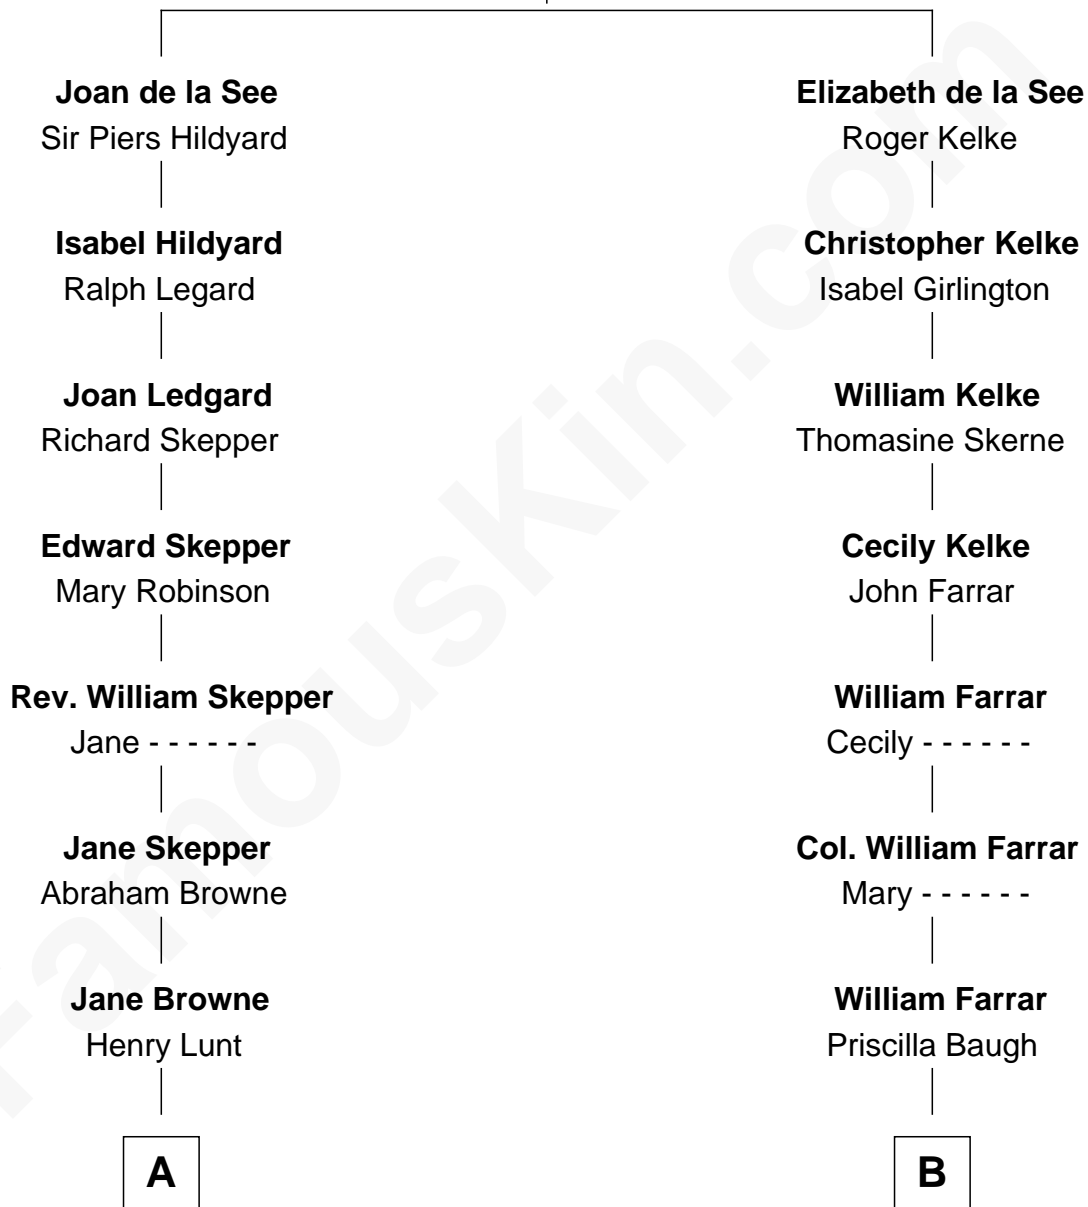 Joan de la See
Sir Piers Hildyard
Isabel Hildyard
Ralph Legard
Joan Ledgard
Richard Skepper
Edward Skepper
Mary Robinson
Rev. William Skepper
Jane - - - - - -
Jane Skepper
Abraham Browne
Jane Browne
Henry Lunt
A
Elizabeth de la See
Roger Kelke
Christopher Kelke
Isabel Girlington
William Kelke
Thomasine Skerne
Cecily Kelke
John Farrar
William Farrar
Cecily - - - - - -
Col. William Farrar
Mary - - - - - -
William Farrar
Priscilla Baugh
B
FamousKin.com